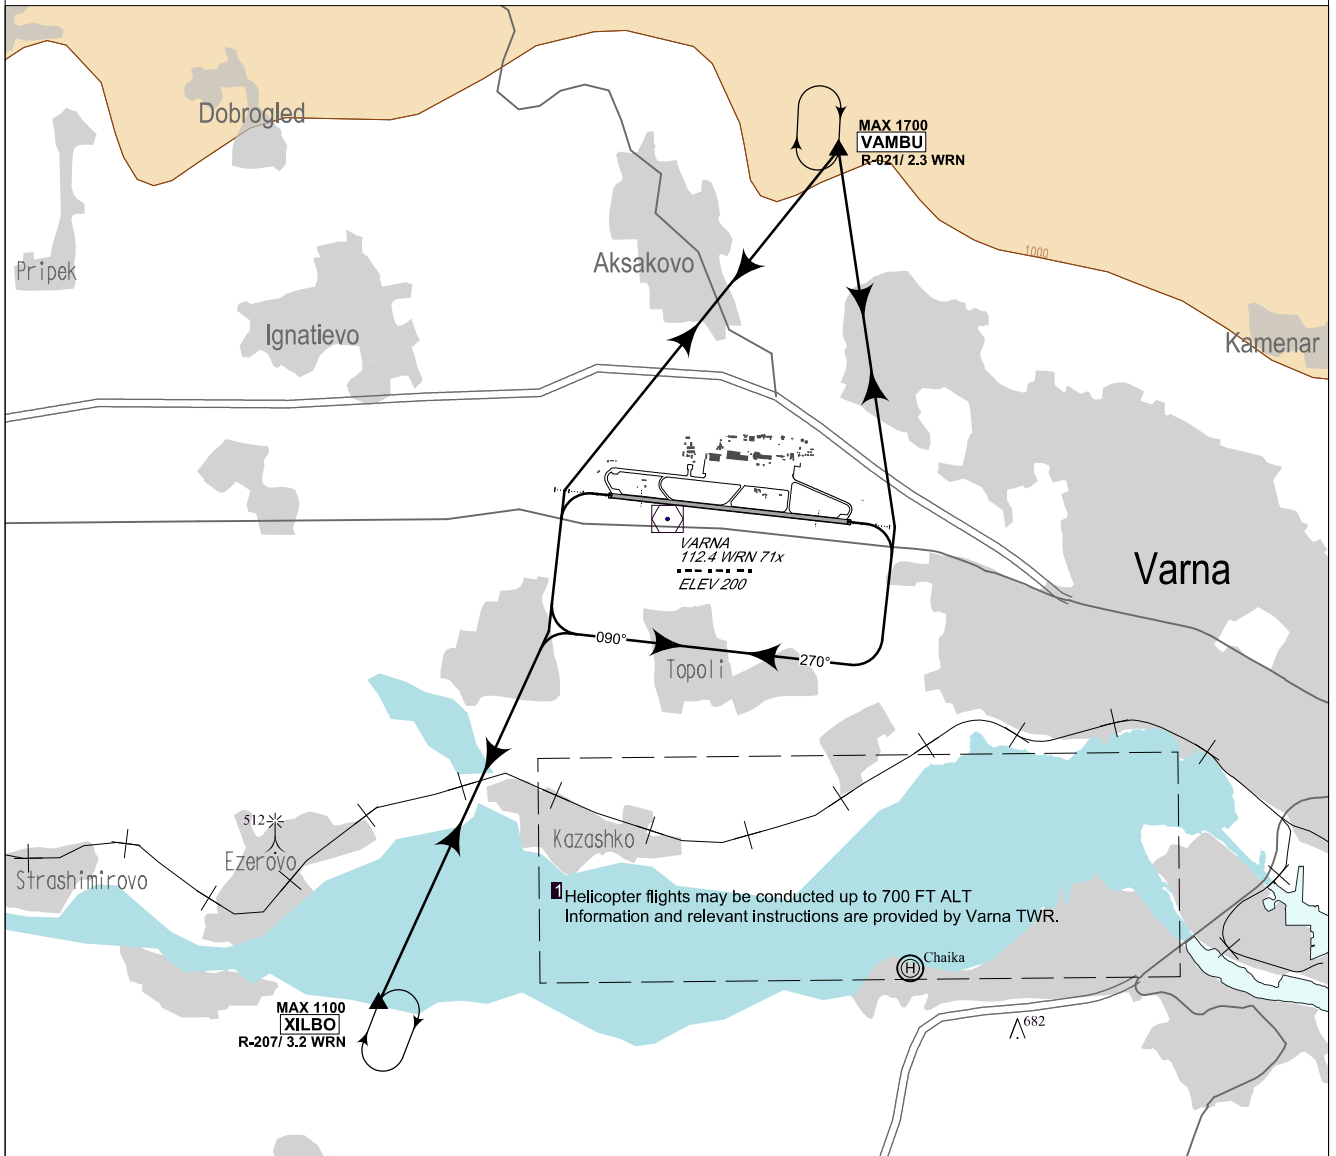 Dobrogled
MAX 1700
VAMBU
R-021/ 2.3 WRN
Pripek
Aksakovo
1000
Ignatievo
Kamenar
VARNA
112.4 WRN 71x
ELEV 200
Varna
090°
270°
Topoli
512
Kazashko
Ezerovo
Strashimirovo
1 Helicopter flights may be conducted up to 700 FT ALT
Information and relevant instructions are provided by Varna TWR.
H
Chaika
MAX 1100
XILBO
R-207/ 3.2 WRN
682